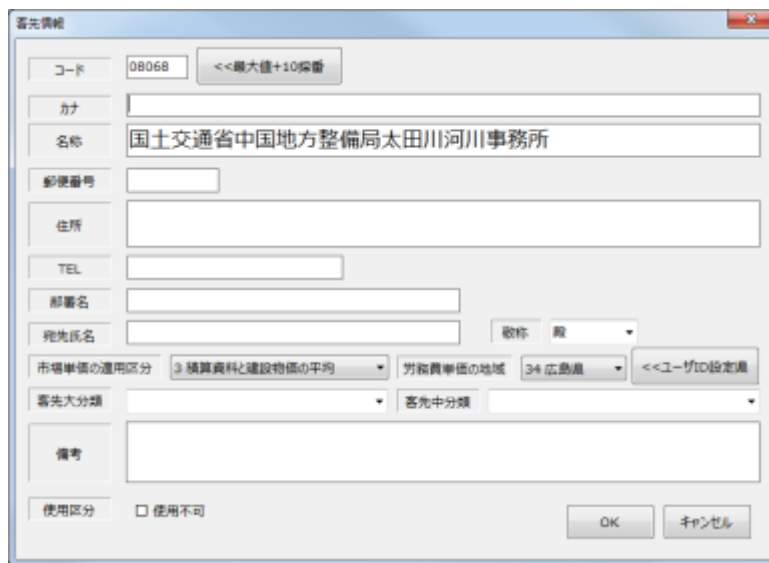 客先情報
コード 08068 <<最大値+10採番
カナ
名称 国土交通省中国地方整備局太田川河川事務所
郵便番号
住所
TEL
部署名
宛先氏名 敬称 殿
市場単価の適用区分 3 積算資料と建設物価の平均 労務費単価の地域 34 広島県 <<ユーザID設定県
客先大分類 客先中分類
備考
使用区分 使用不可
OK キャンセル